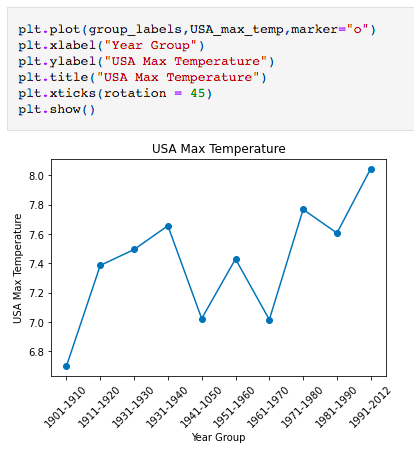 plt.plot(group_labels,USA_max_temp,marker="o")
plt.xlabel("Year Group")
plt.ylabel("USA Max Temperature")
plt.title("USA Max Temperature")
plt.xticks(rotation = 45)
plt.show()
USA Max Temperature
8.0
7.8
7.6
7.4
7.2
7.0
6.8
USA Max Temperature
1901-1910
1911-1920
1931-1930
1931-1940
1941-1050
1951-1960
1961-1970
1971-1980
1981-1990
1991-2012
Year Group